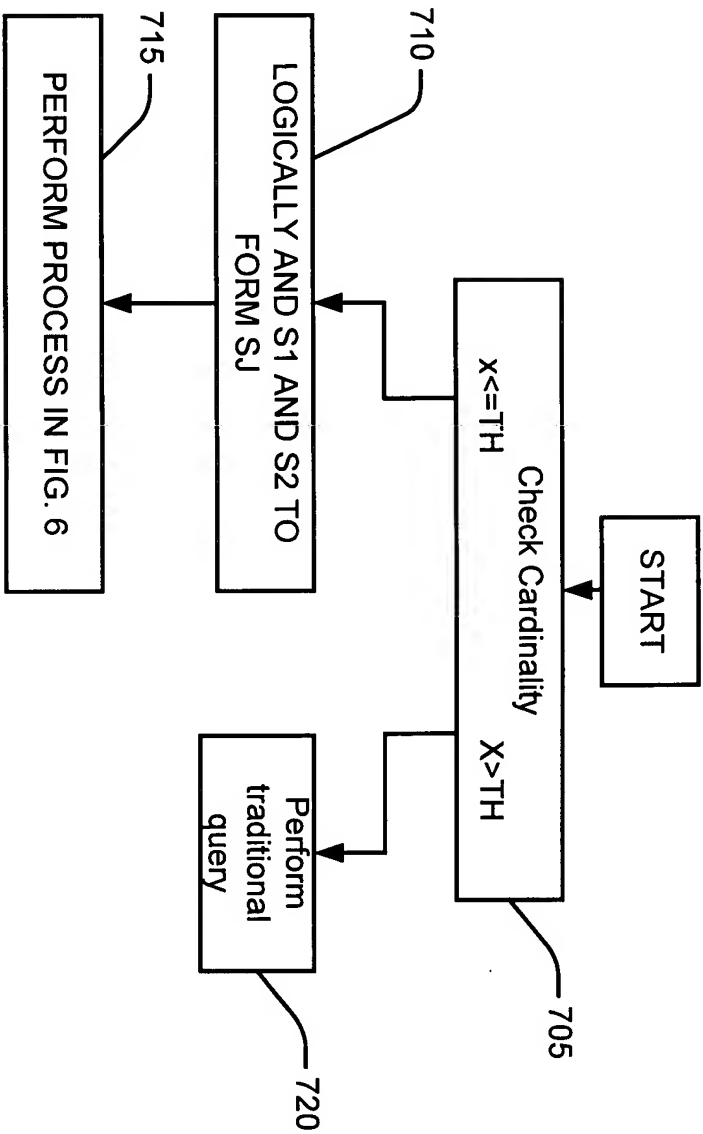 START
Check Cardinality
x<=TH
X>TH
705
710
LOGICALLY AND S1 AND S2 TO
FORM SJ
Perform
traditional
query
720
715
PERFORM PROCESS IN FIG. 6